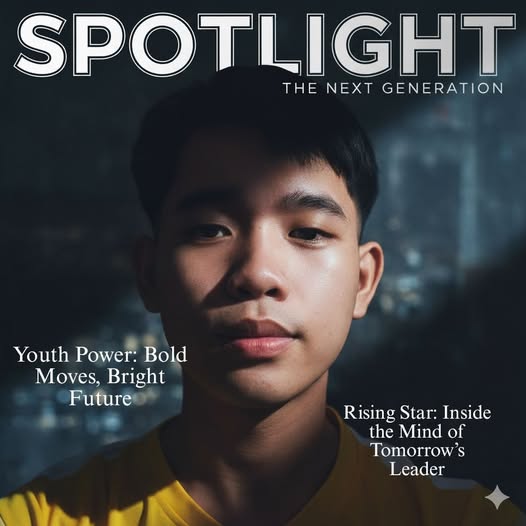 SPOTLIGHT
THE NEXT GENERATION
Youth Power: Bold
Moves, Bright
Future
Rising Star: Inside
the Mind of
Tomorrow's
Leader